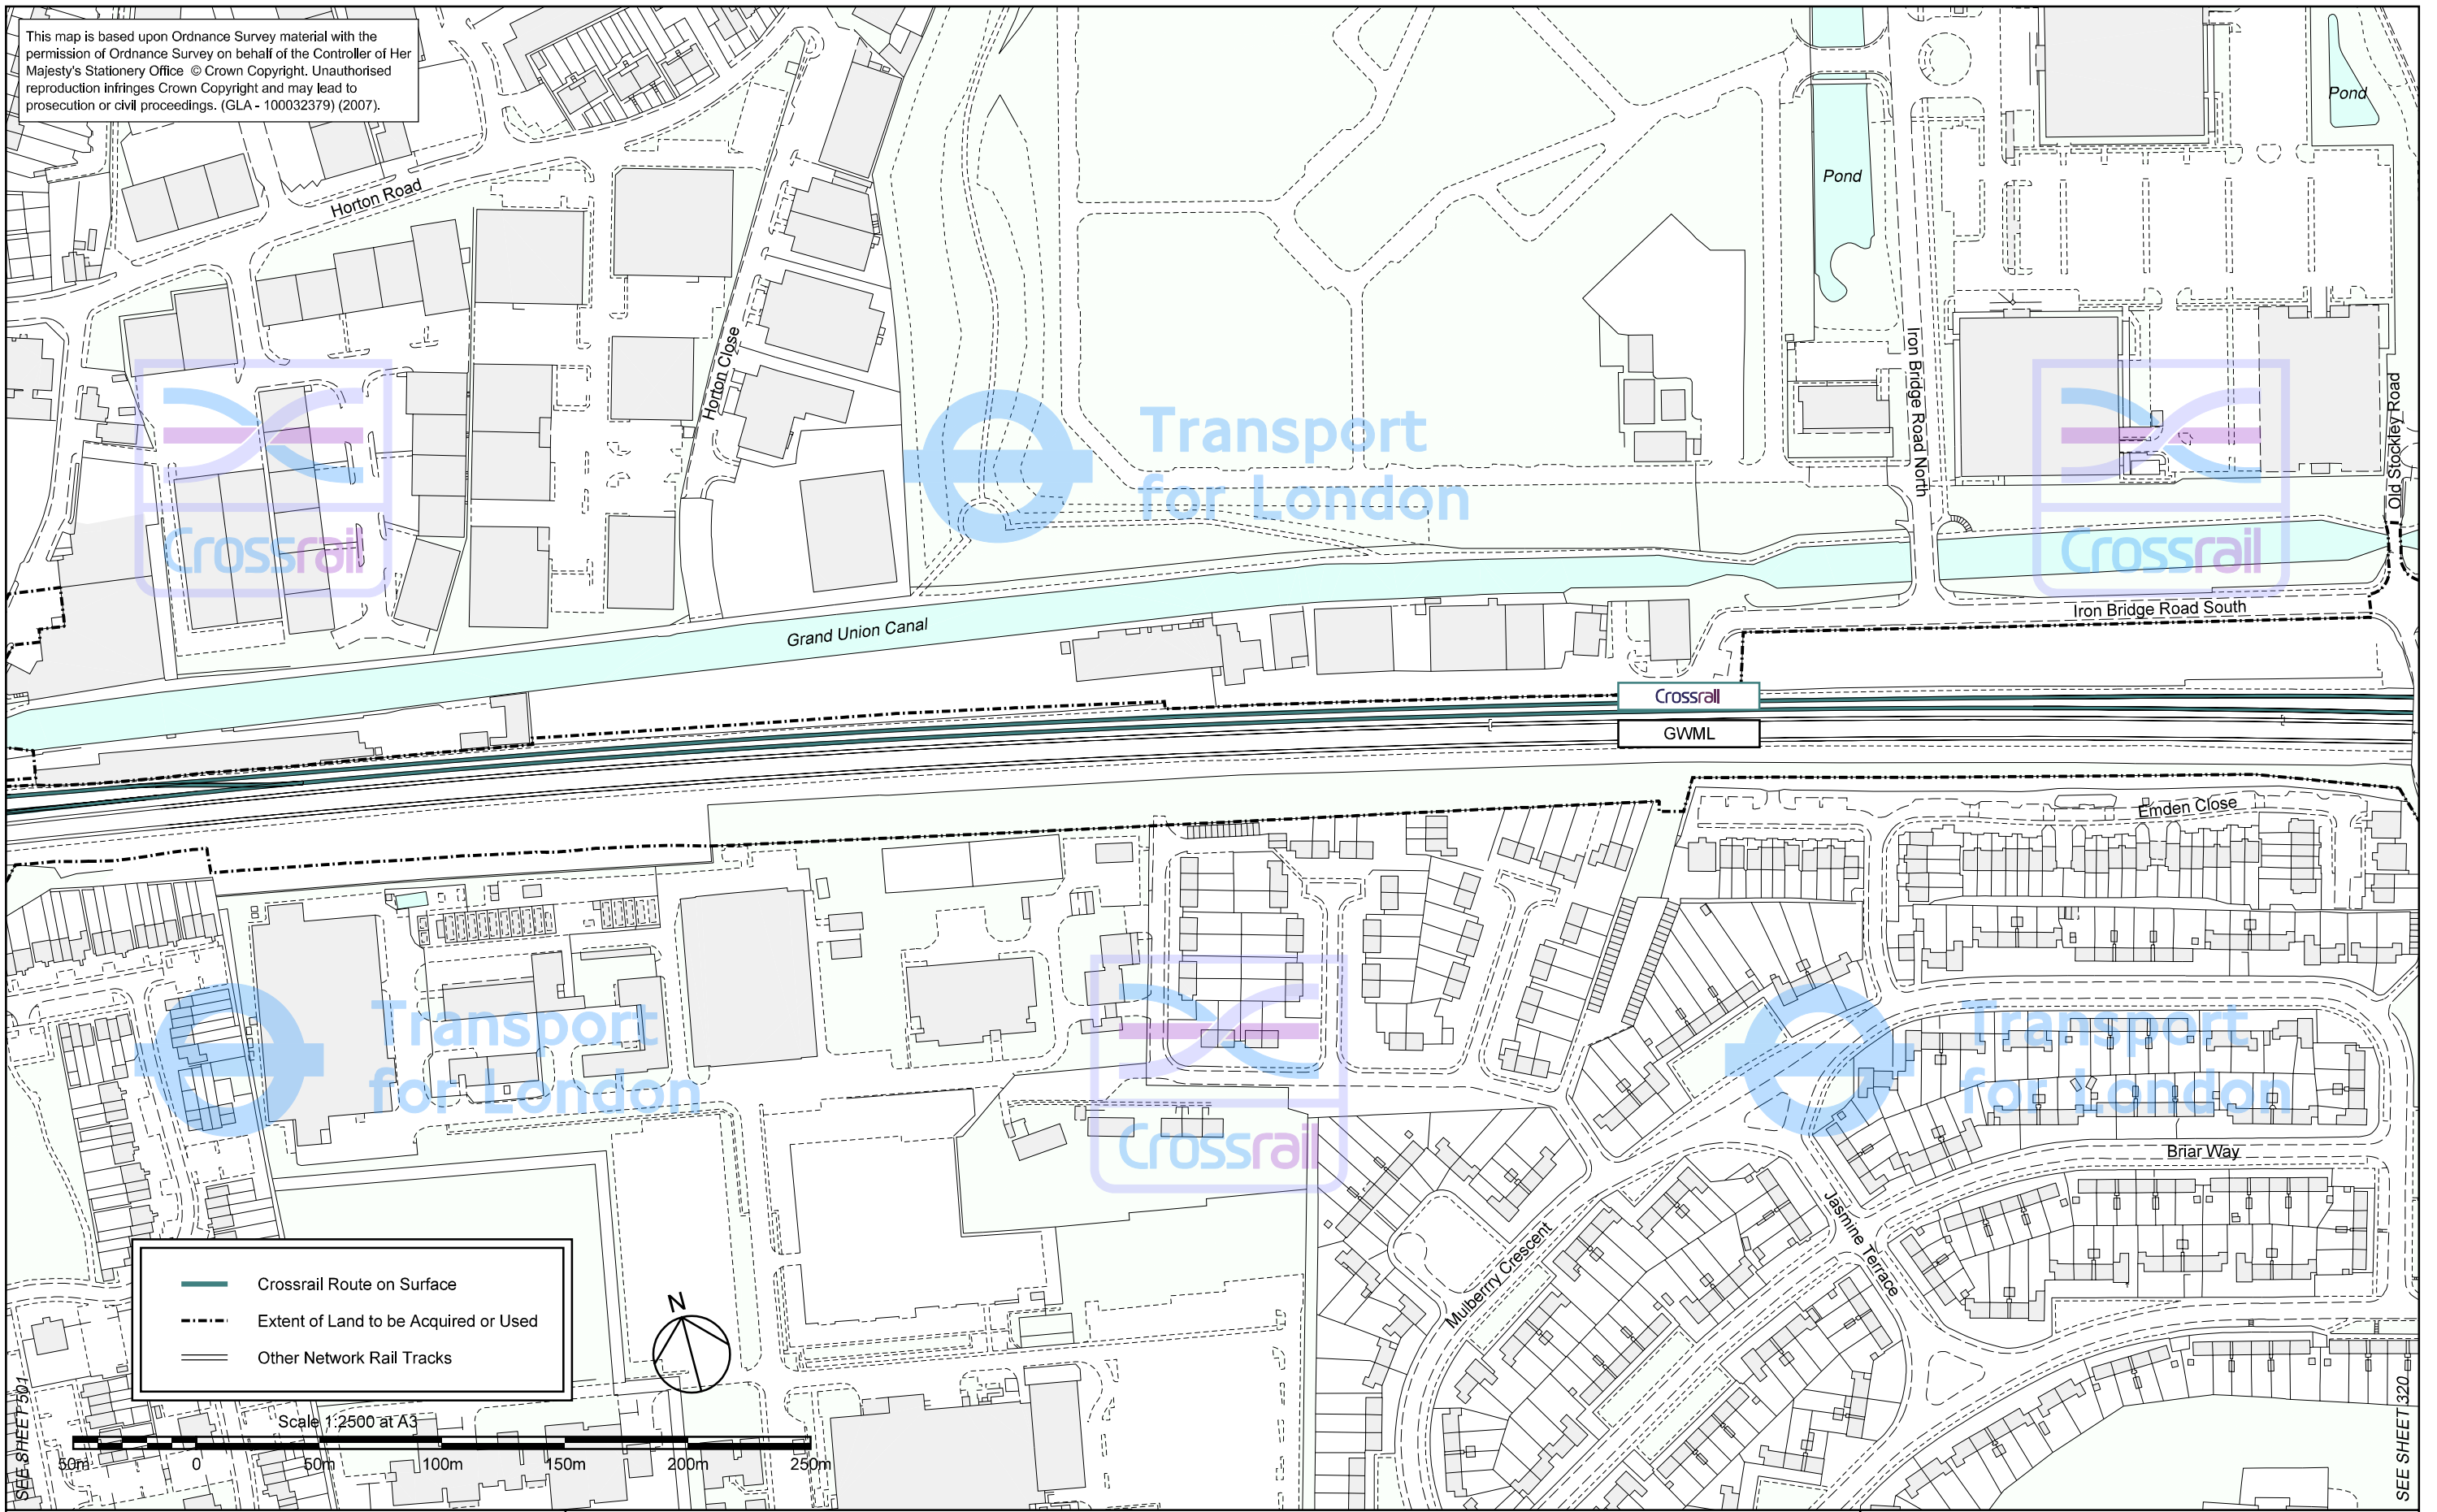 This map is based upon Ordnance Survey material with the
permission of Ordnance Survey on behalf of the Controller of Her
Majesty's Stationery Office © Crown Copyright. Unauthorised
reproduction infringes Crown Copyright and may lead to
prosecution or civil proceedings. (GLA - 100032379) (2007).
Pond
Pond
Horton Road
Horton Close
Iron Bridge Road North
Old Stockley Road
Transport
for London
Crossrail
Crossrail
Iron Bridge Road South
Grand Union Canal
Crossrail
GWML
Emden Close
Transport
for London
Crossrail
Transport
for London
Briar Way
Jasmine Terrace
Mulberry Crescent
Crossrail Route on Surface
Extent of Land to be Acquired or Used
Other Network Rail Tracks
N
Scale 1:2500 at A3
50m 0 50m 100m 150m 200m 250m
SEE SHEET 501
SEE SHEET 320